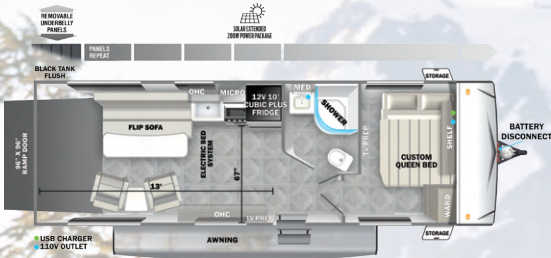 REMOVABLE
UNDERBELLY
PANELS
SOLAR EXTENDED
200W POWER PACKAGE
PANELS
REPEAT
BLACK TANK
FLUSH
STORAGE
OHC
MICRO
12V 10'
CUBIC PLUS
FRIDGE
MED
SHOWER
FLIP SOFA
ELECTRIC BED
SYSTEM
TV PREP
SHELF
BATTERY
DISCONNECT
96" X 96"
RAMP DOOR
CUSTOM
QUEEN BED
67"
13'
OHC
TV PREP
WARD
USB CHARGER
110V OUTLET
AWNING
STORAGE